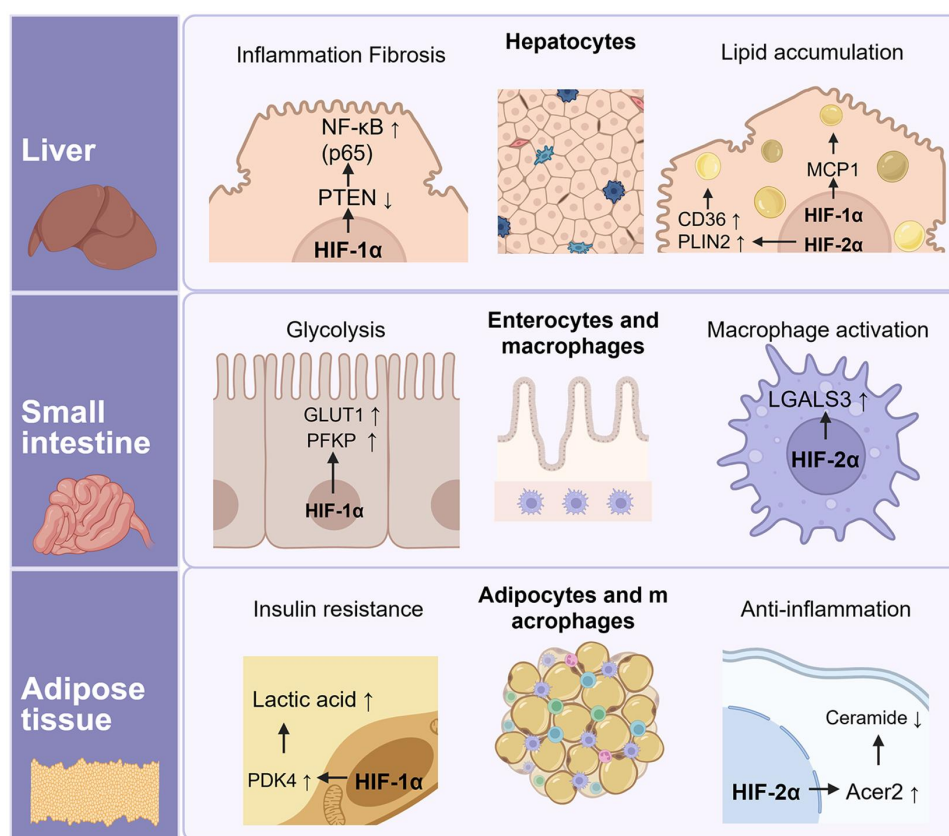 Liver
Inflammation Fibrosis
NF-κB ↑
(p65)
PTEN ↓
HIF-1α
Hepatocytes
Lipid accumulation
MCP1
CD36 ↑
HIF-1α
PLIN2 ↑
HIF-2α
Small
intestine
Glycolysis
GLUT1 ↑
PFKP ↑
HIF-1α
Enterocytes and
macrophages
Macrophage activation
LGALS3 ↑
HIF-2α
Adipose
tissue
Insulin resistance
Lactic acid ↑
PDK4 ↑
HIF-1α
Adipocytes and m
acrophages
Anti-inflammation
Ceramide ↓
HIF-2α
Acer2 ↑